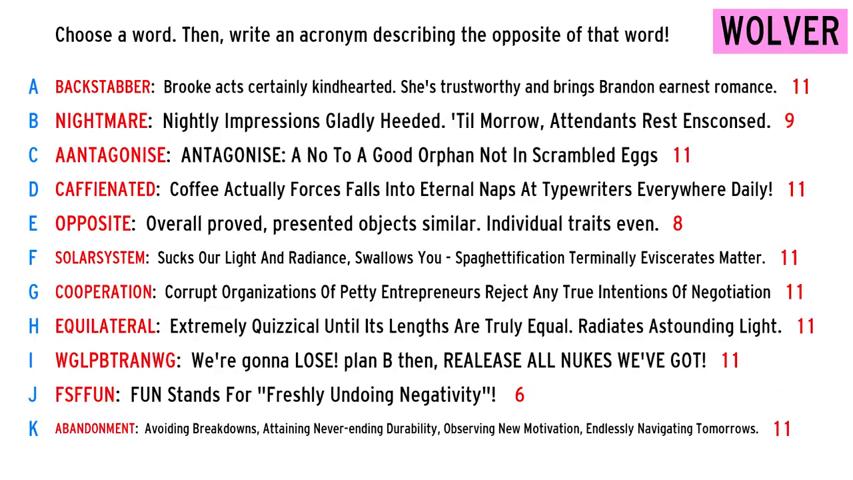 Choose a word. Then, write an acronym describing the opposite of that word!
WOLVER
A BACKSTABBER: Brooke acts certainly kindhearted. She's trustworthy and brings Brandon earnest romance. 11
B NIGHTMARE: Nightly Impressions Gladly Heeded. 'Til Morrow, Attendants Rest Ensconsed. 9
C AANTAGONISE: ANTAGONISE: A No To A Good Orphan Not In Scrambled Eggs 11
D CAFFIENATED: Coffee Actually Forces Falls Into Eternal Naps At Typewriters Everywhere Daily! 11
E OPPOSITE: Overall proved, presented objects similar. Individual traits even. 8
F SOLARSYSTEM: Sucks Our Light And Radiance, Swallows You - Spaghettification Terminally Eviscerates Matter. 11
G COOPERATION: Corrupt Organizations Of Petty Entrepreneurs Reject Any True Intentions Of Negotiation 11
H EQUILATERAL: Extremely Quizzical Until Its Lengths Are Truly Equal. Radiates Astounding Light. 11
I WGLPBTRANWG: We're gonna LOSE! plan B then, REALEASE ALL NUKES WE'VE GOT! 11
J FSFFUN: FUN Stands For "Freshly Undoing Negativity"! 6
K ABANDONMENT: Avoiding Breakdowns, Attaining Never-ending Durability, Observing New Motivation, Endlessly Navigating Tomorrows. 11